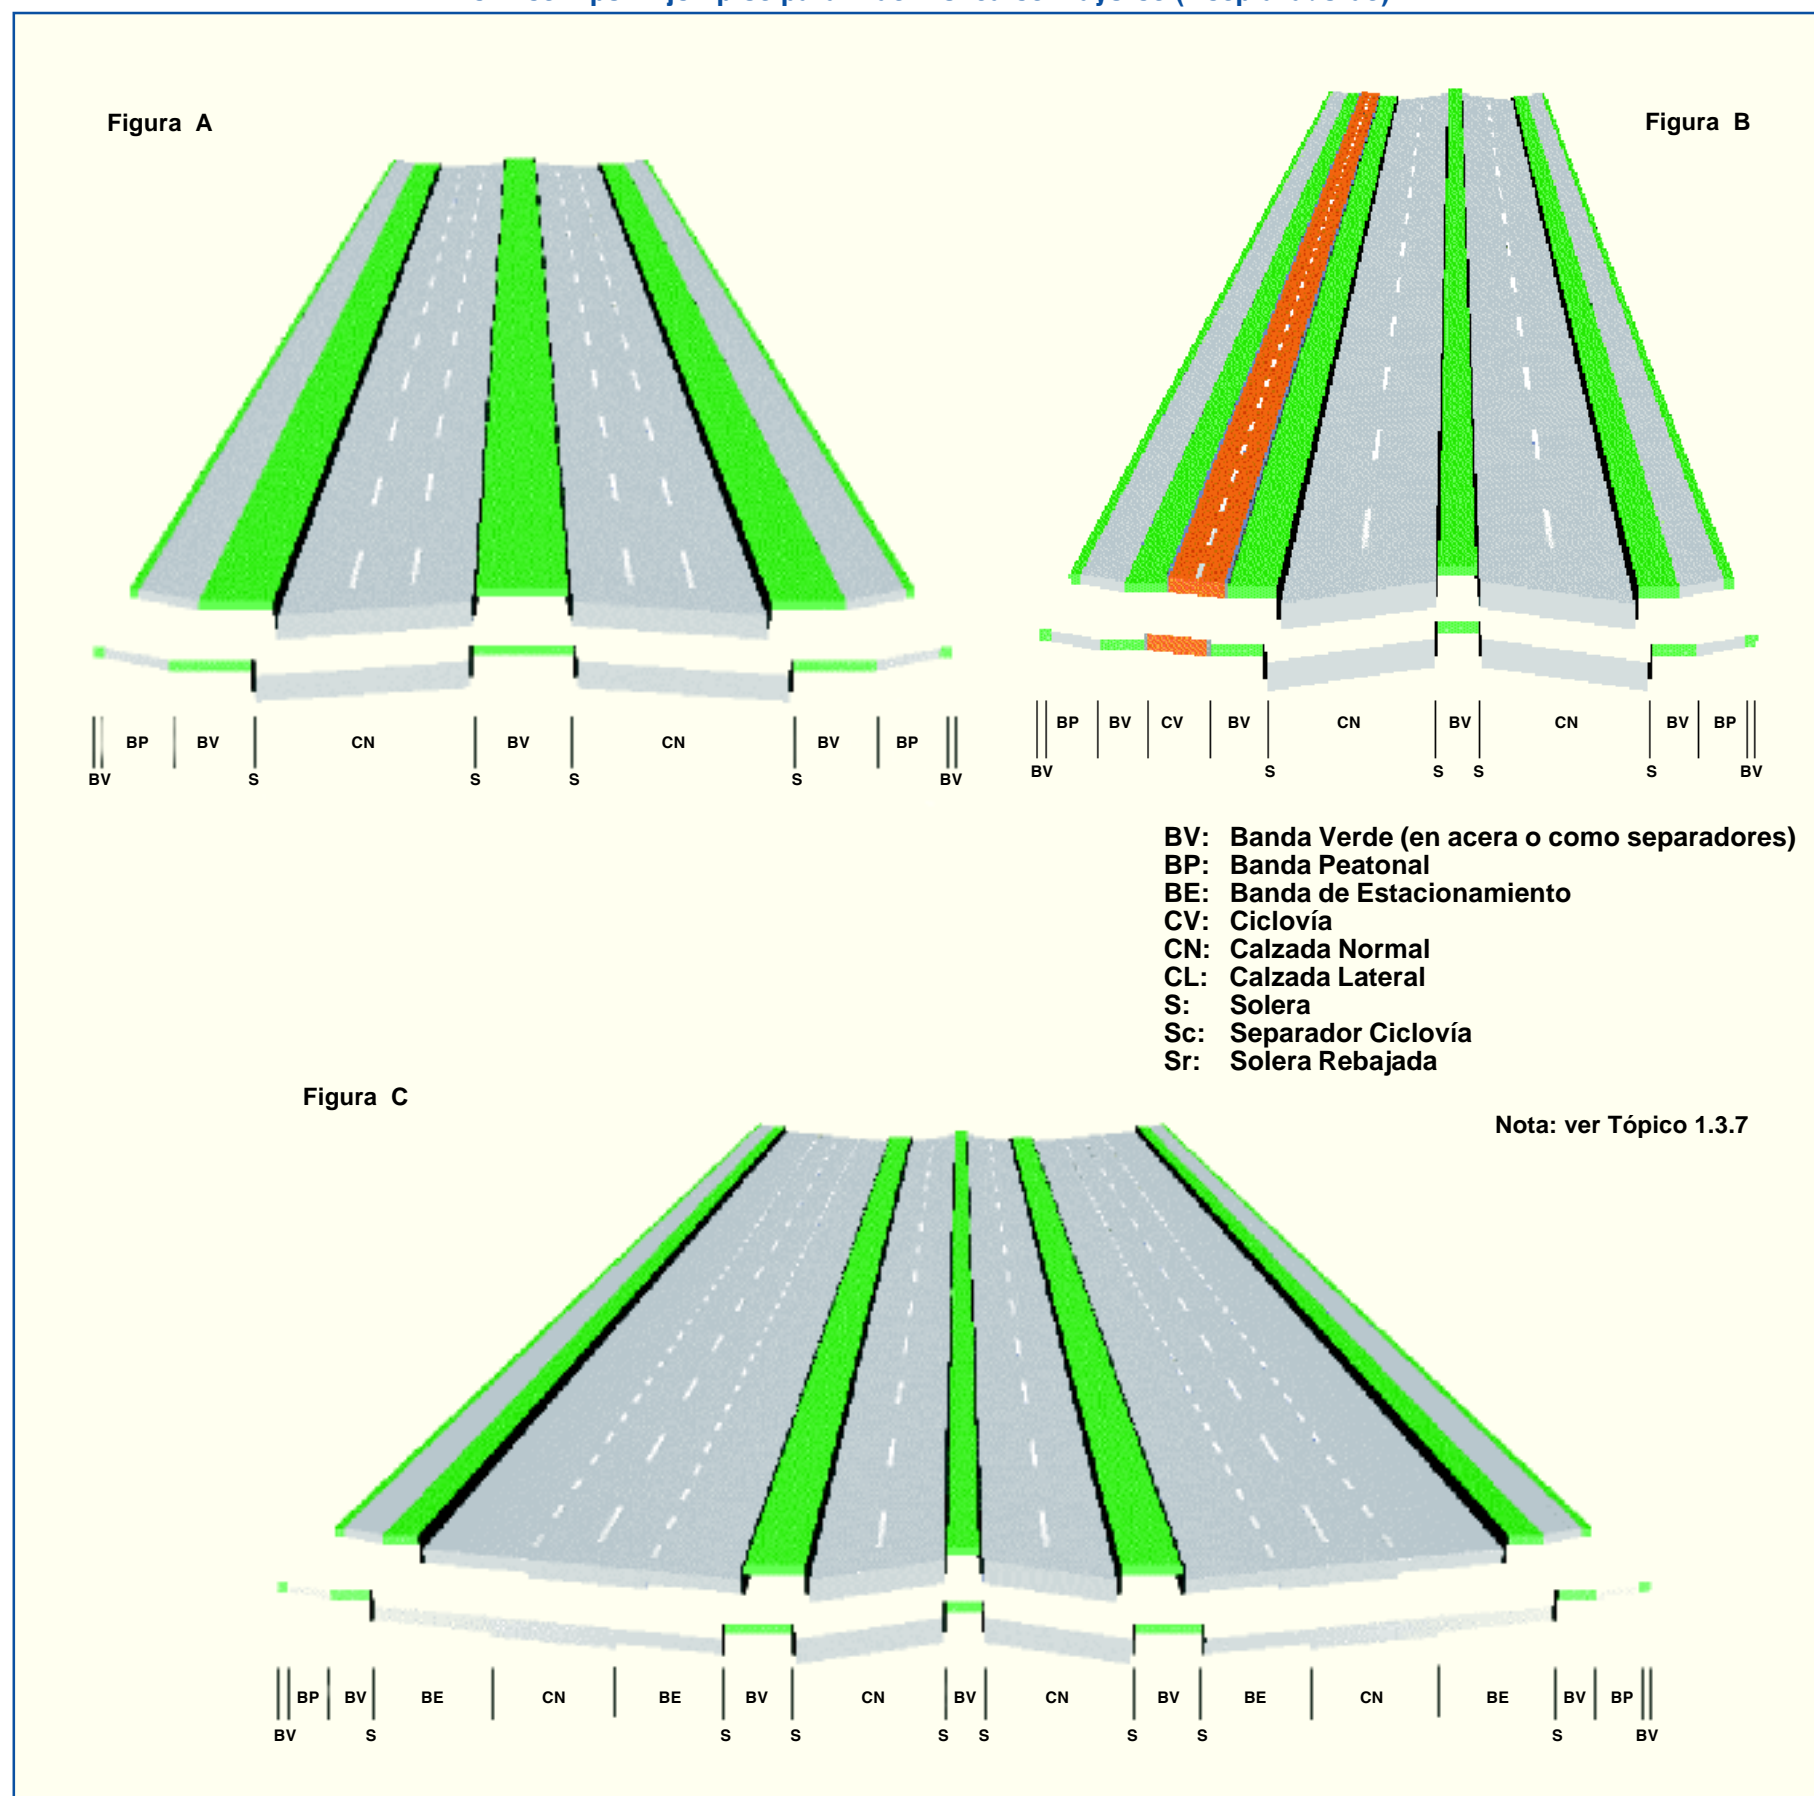 Figura A
Figura B
BP BV CN BV CN BV BP
BV S S S S BV
BP BV CV BV CN BV CN BV BP
BV S S S S BV
BV: Banda Verde (en acera o como separadores)
BP: Banda Peatonal
BE: Banda de Estacionamiento
CV: Ciclovía
CN: Calzada Normal
CL: Calzada Lateral
S: Solera
Sc: Separador Ciclovía
Sr: Solera Rebajada
Figura C
Nota: ver Tópico 1.3.7
BP BV BE CN BE BV CN BV CN BV BE CN BE BV BP
BV S S S S S S S S BV